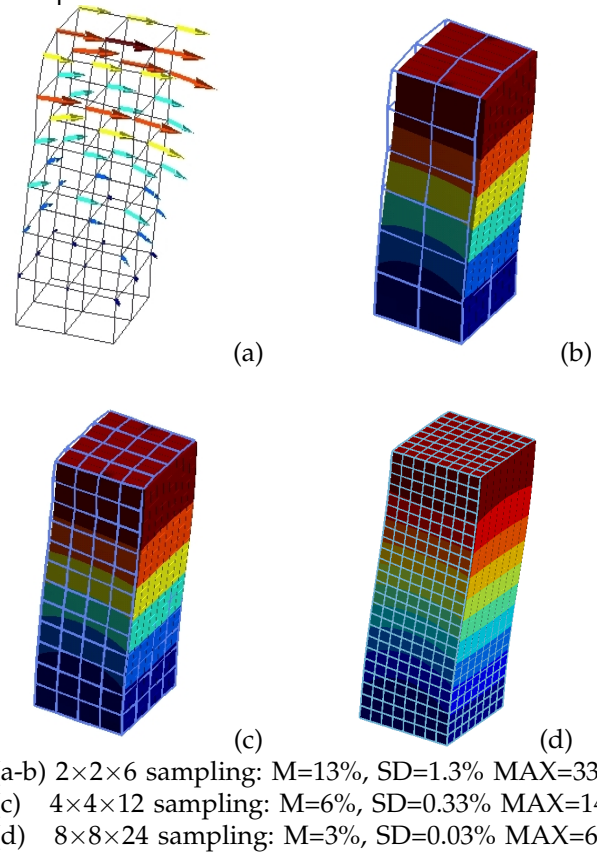 (a)
(b)
(c)
(d)
a-b) 2×2×6 sampling: M=13%, SD=1.3% MAX=33
c) 4×4×12 sampling: M=6%, SD=0.33% MAX=14
d) 8×8×24 sampling: M=3%, SD=0.03% MAX=6